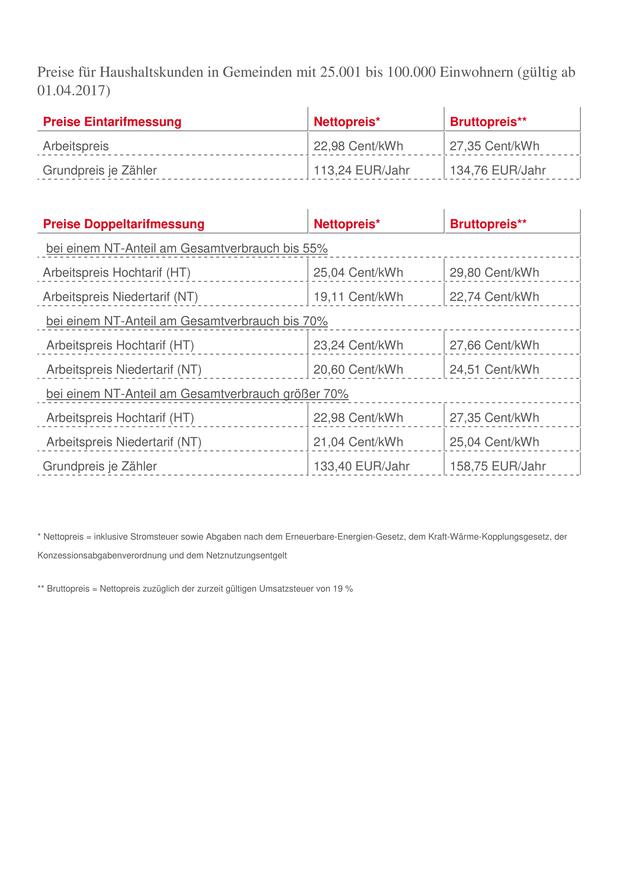 Preise für Haushaltskunden in Gemeinden mit 25.001 bis 100.000 Einwohnern (gültig ab
01.04.2017)
Preise Eintarifmessung Nettopreis* Bruttopreis**
Arbeitspreis 22,98 Cent/kWh 27,35 Cent/kWh
Grundpreis je Zähler 113,24 EUR/Jahr 134,76 EUR/Jahr
Preise Doppeltarifmessung Nettopreis* Bruttopreis**
bei einem NT-Anteil am Gesamtverbrauch bis 55%
Arbeitspreis Hochtarif (HT) 25,04 Cent/kWh 29,80 Cent/kWh
Arbeitspreis Niedertarif (NT) 19,11 Cent/kWh 22,74 Cent/kWh
bei einem NT-Anteil am Gesamtverbrauch bis 70%
Arbeitspreis Hochtarif (HT) 23,24 Cent/kWh 27,66 Cent/kWh
Arbeitspreis Niedertarif (NT) 20,60 Cent/kWh 24,51 Cent/kWh
bei einem NT-Anteil am Gesamtverbrauch größer 70%
Arbeitspreis Hochtarif (HT) 22,98 Cent/kWh 27,35 Cent/kWh
Arbeitspreis Niedertarif (NT) 21,04 Cent/kWh 25,04 Cent/kWh
Grundpreis je Zähler 133,40 EUR/Jahr 158,75 EUR/Jahr
* Nettopreis = inklusive Stromsteuer sowie Abgaben nach dem Erneuerbare-Energien-Gesetz, dem Kraft-Wärme-Kopplungsgesetz, der
Konzessionsabgabenverordnung und dem Netznutzungsentgelt
** Bruttopreis = Nettopreis zuzüglich der zurzeit gültigen Umsatzsteuer von 19 %